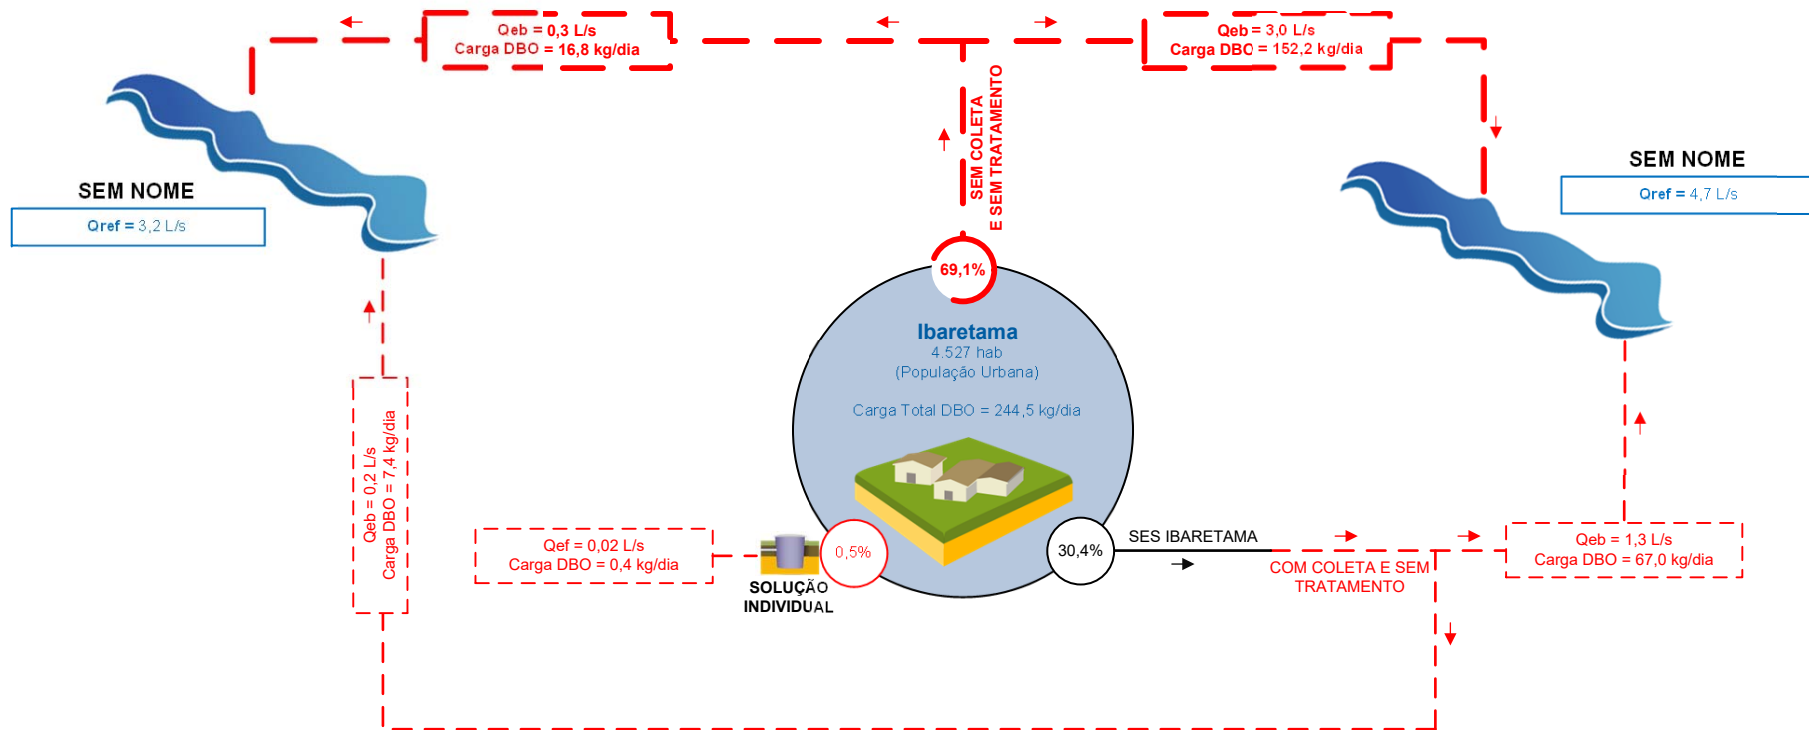 Qeb = 0,3 L/s
Carga DBO = 16,8 kg/dia
Qeb = 3,0 L/s
Carga DBO = 152,2 kg/dia
SEM COLETA
E SEM TRATAMENTO
SEM NOME
Qref = 3,2 L/s
SEM NOME
Qref = 4,7 L/s
69,1%
Ibaretama
4.527 hab
(População Urbana)
Carga Total DBO = 244,5 kg/dia
Qeb = 0,2 L/s
Carga DBO = 7,4 kg/dia
Qef = 0,02 L/s
Carga DBO = 0,4 kg/dia
SOLUÇÃO
INDIVIDUAL
0,5%
30,4%
SES IBARETAMA
COM COLETA E SEM
TRATAMENTO
Qeb = 1,3 L/s
Carga DBO = 67,0 kg/dia